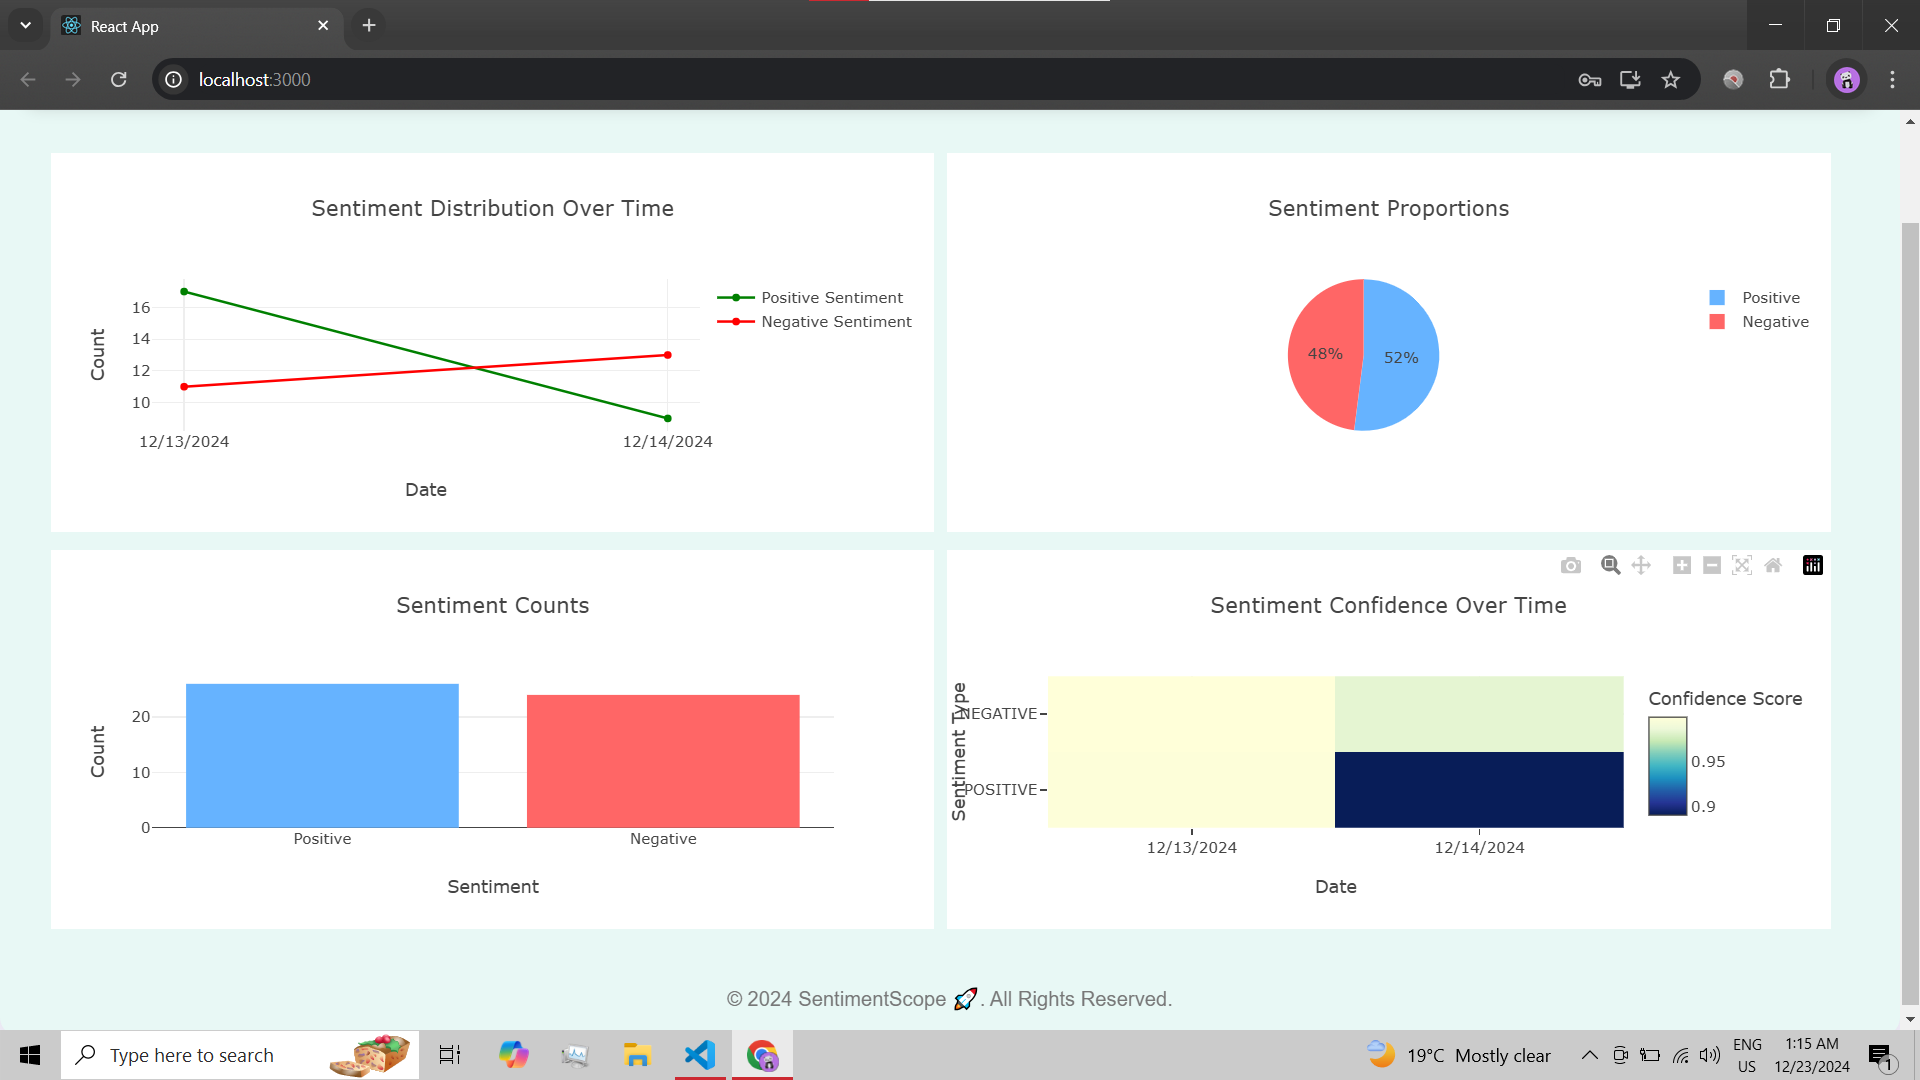 React App
localhost:3000
Sentiment Distribution Over Time
16
14
12
10
Count
12/13/2024
12/14/2024
Date
Positive Sentiment
Negative Sentiment
Sentiment Proportions
48%
52%
Positive
Negative
Sentiment Counts
20
10
0
Count
Positive
Negative
Sentiment
Sentiment Confidence Over Time
Sentiment Type
NEGATIVE
POSITIVE
12/13/2024
12/14/2024
Date
Confidence Score
0.95
0.9
© 2024 SentimentScope 🚀. All Rights Reserved.
Type here to search
19°C Mostly clear
ENG
US
1:15 AM
12/23/2024
1